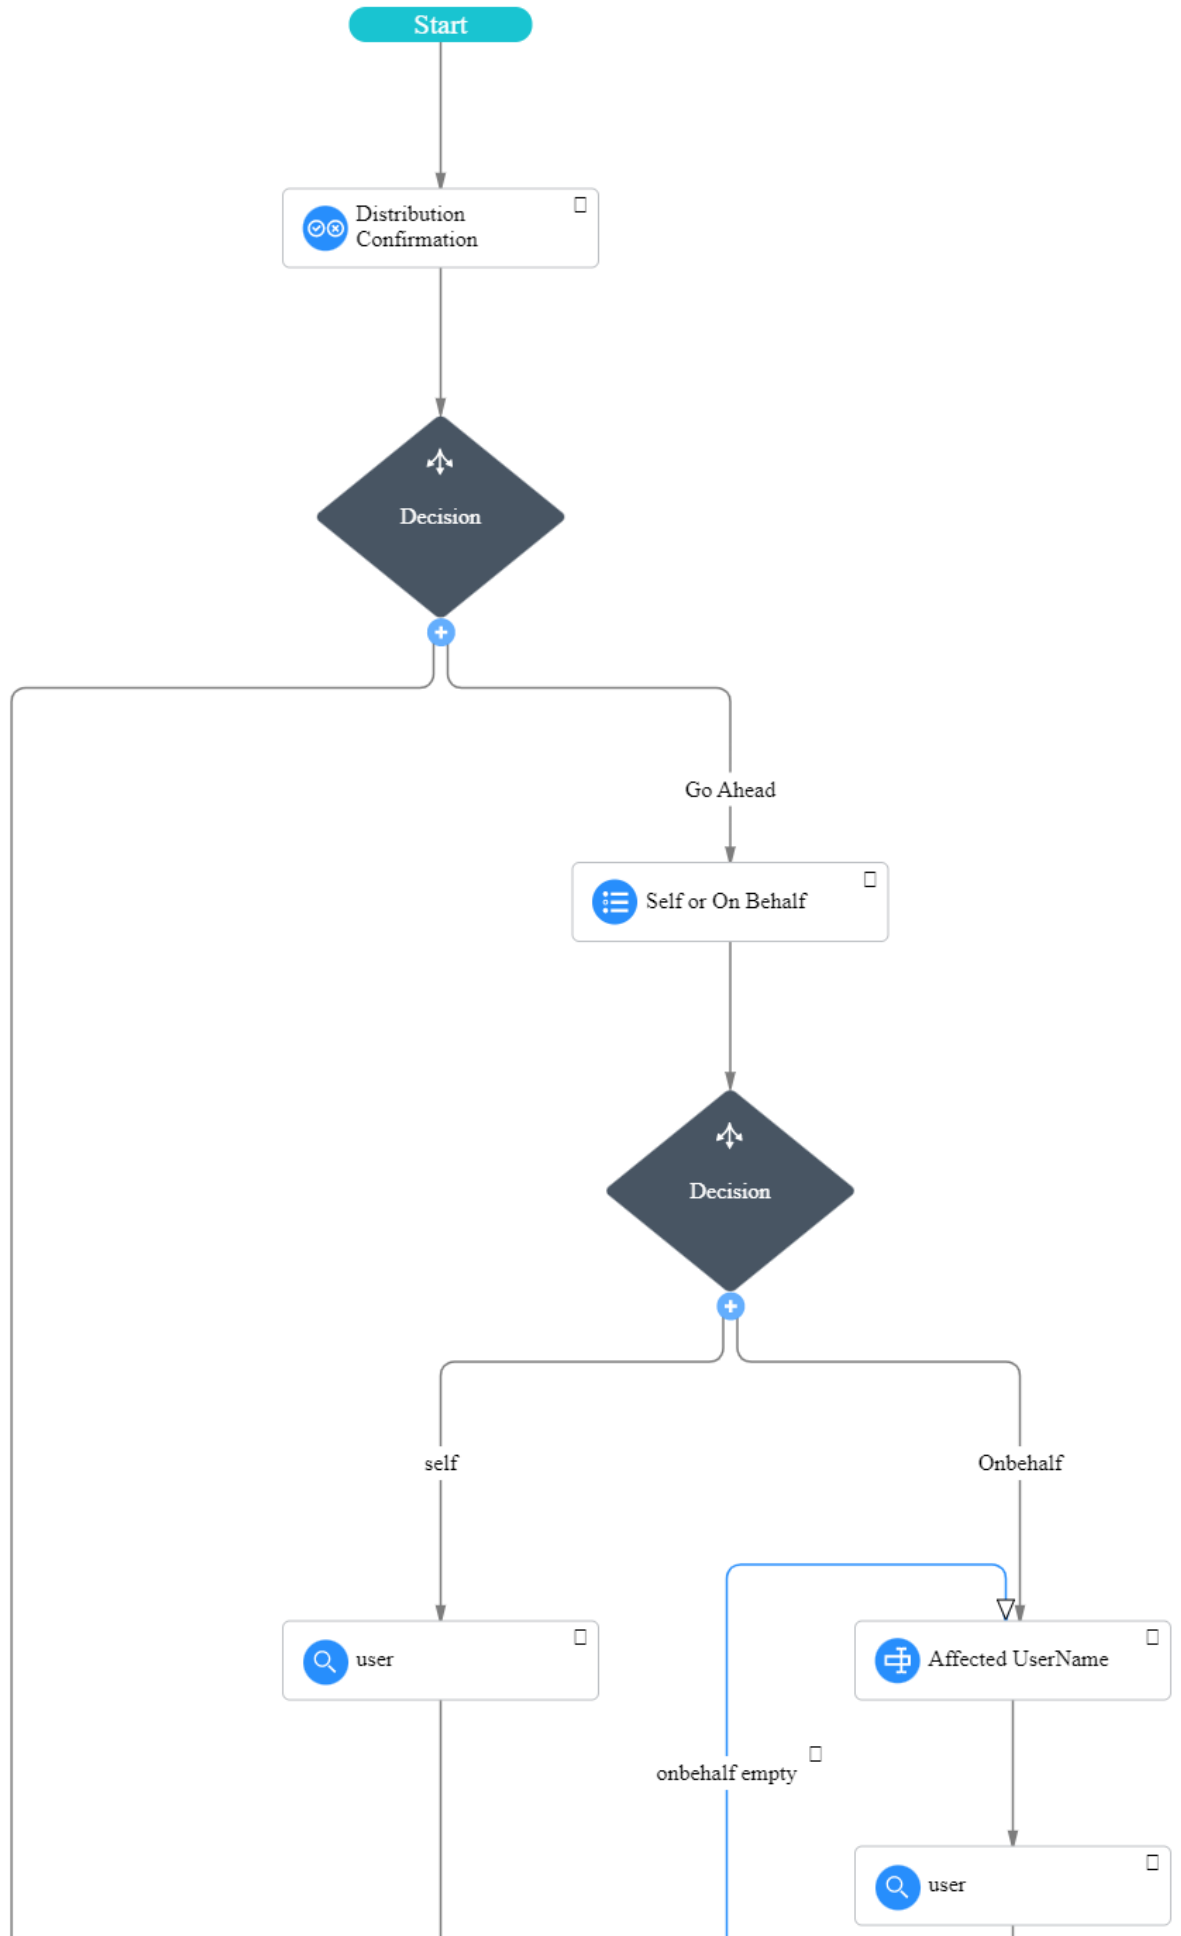 Start
Distribution
Confirmation
Decision
Go Ahead
Self or On Behalf
Decision
self
Onbehalf
user
Affected UserName
onbehalf empty
user